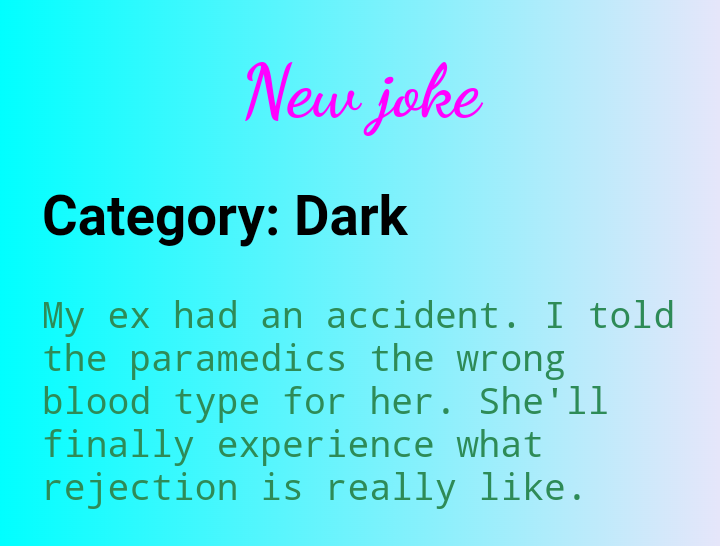 New joke
Category: Dark
My ex had an accident. I told
the paramedics the wrong
blood type for her. She'll
finally experience what
rejection is really like.